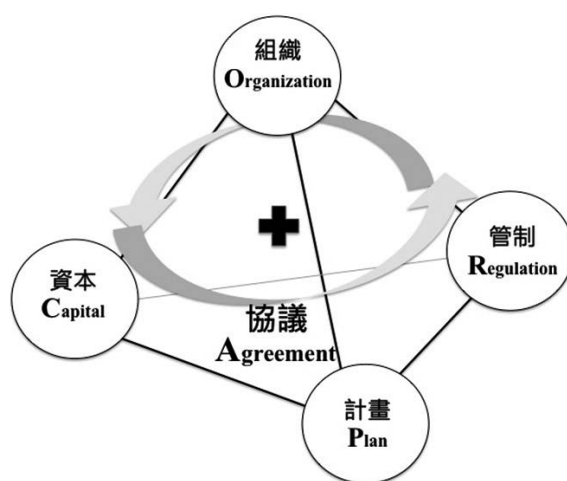 組織
Organization
管制
Regulation
資本
Capital
協議
Agreement
計畫
Plan